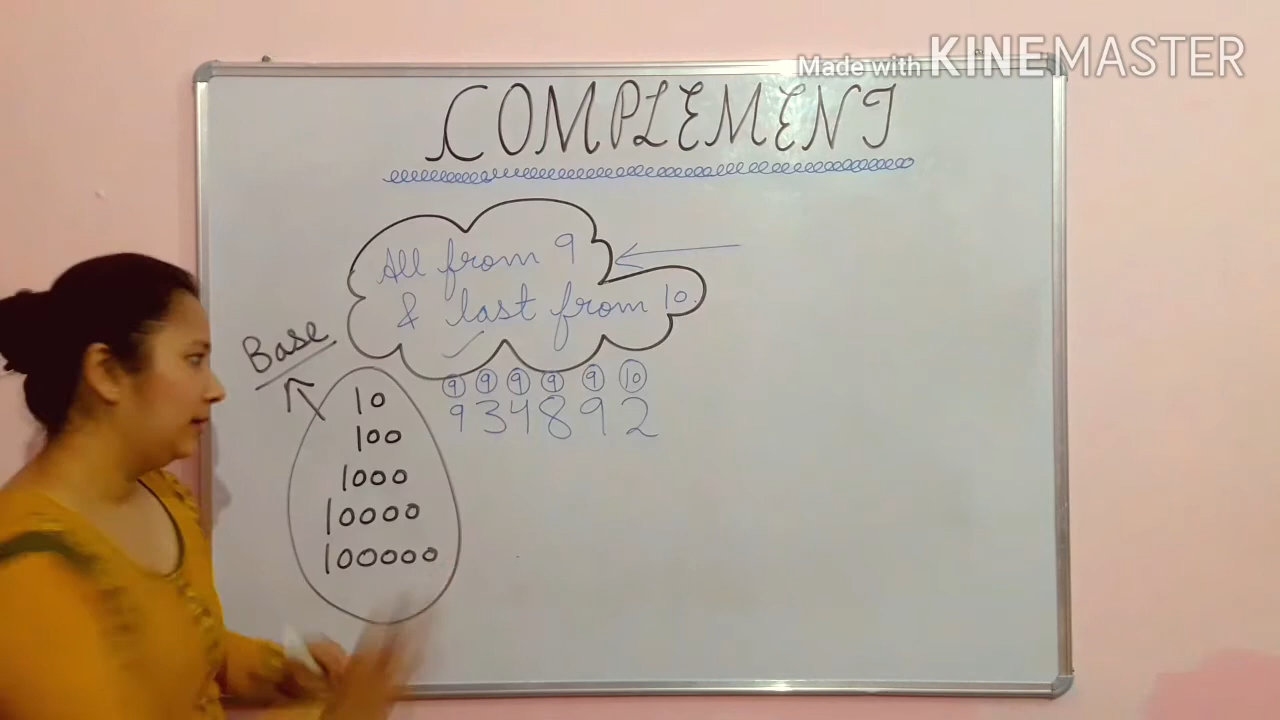 Made with KINEMASTER
COMPLEMENT
All from 9
& last from 10.
Base
9 9 9 9 9 10
934892
10
100
1000
10000
100000